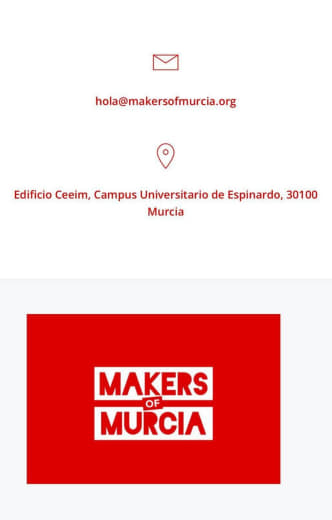 hola@makersofmurcia.org
Edificio Ceeim, Campus Universitario de Espinardo, 30100
Murcia
MAKERS
OF
MURCIA